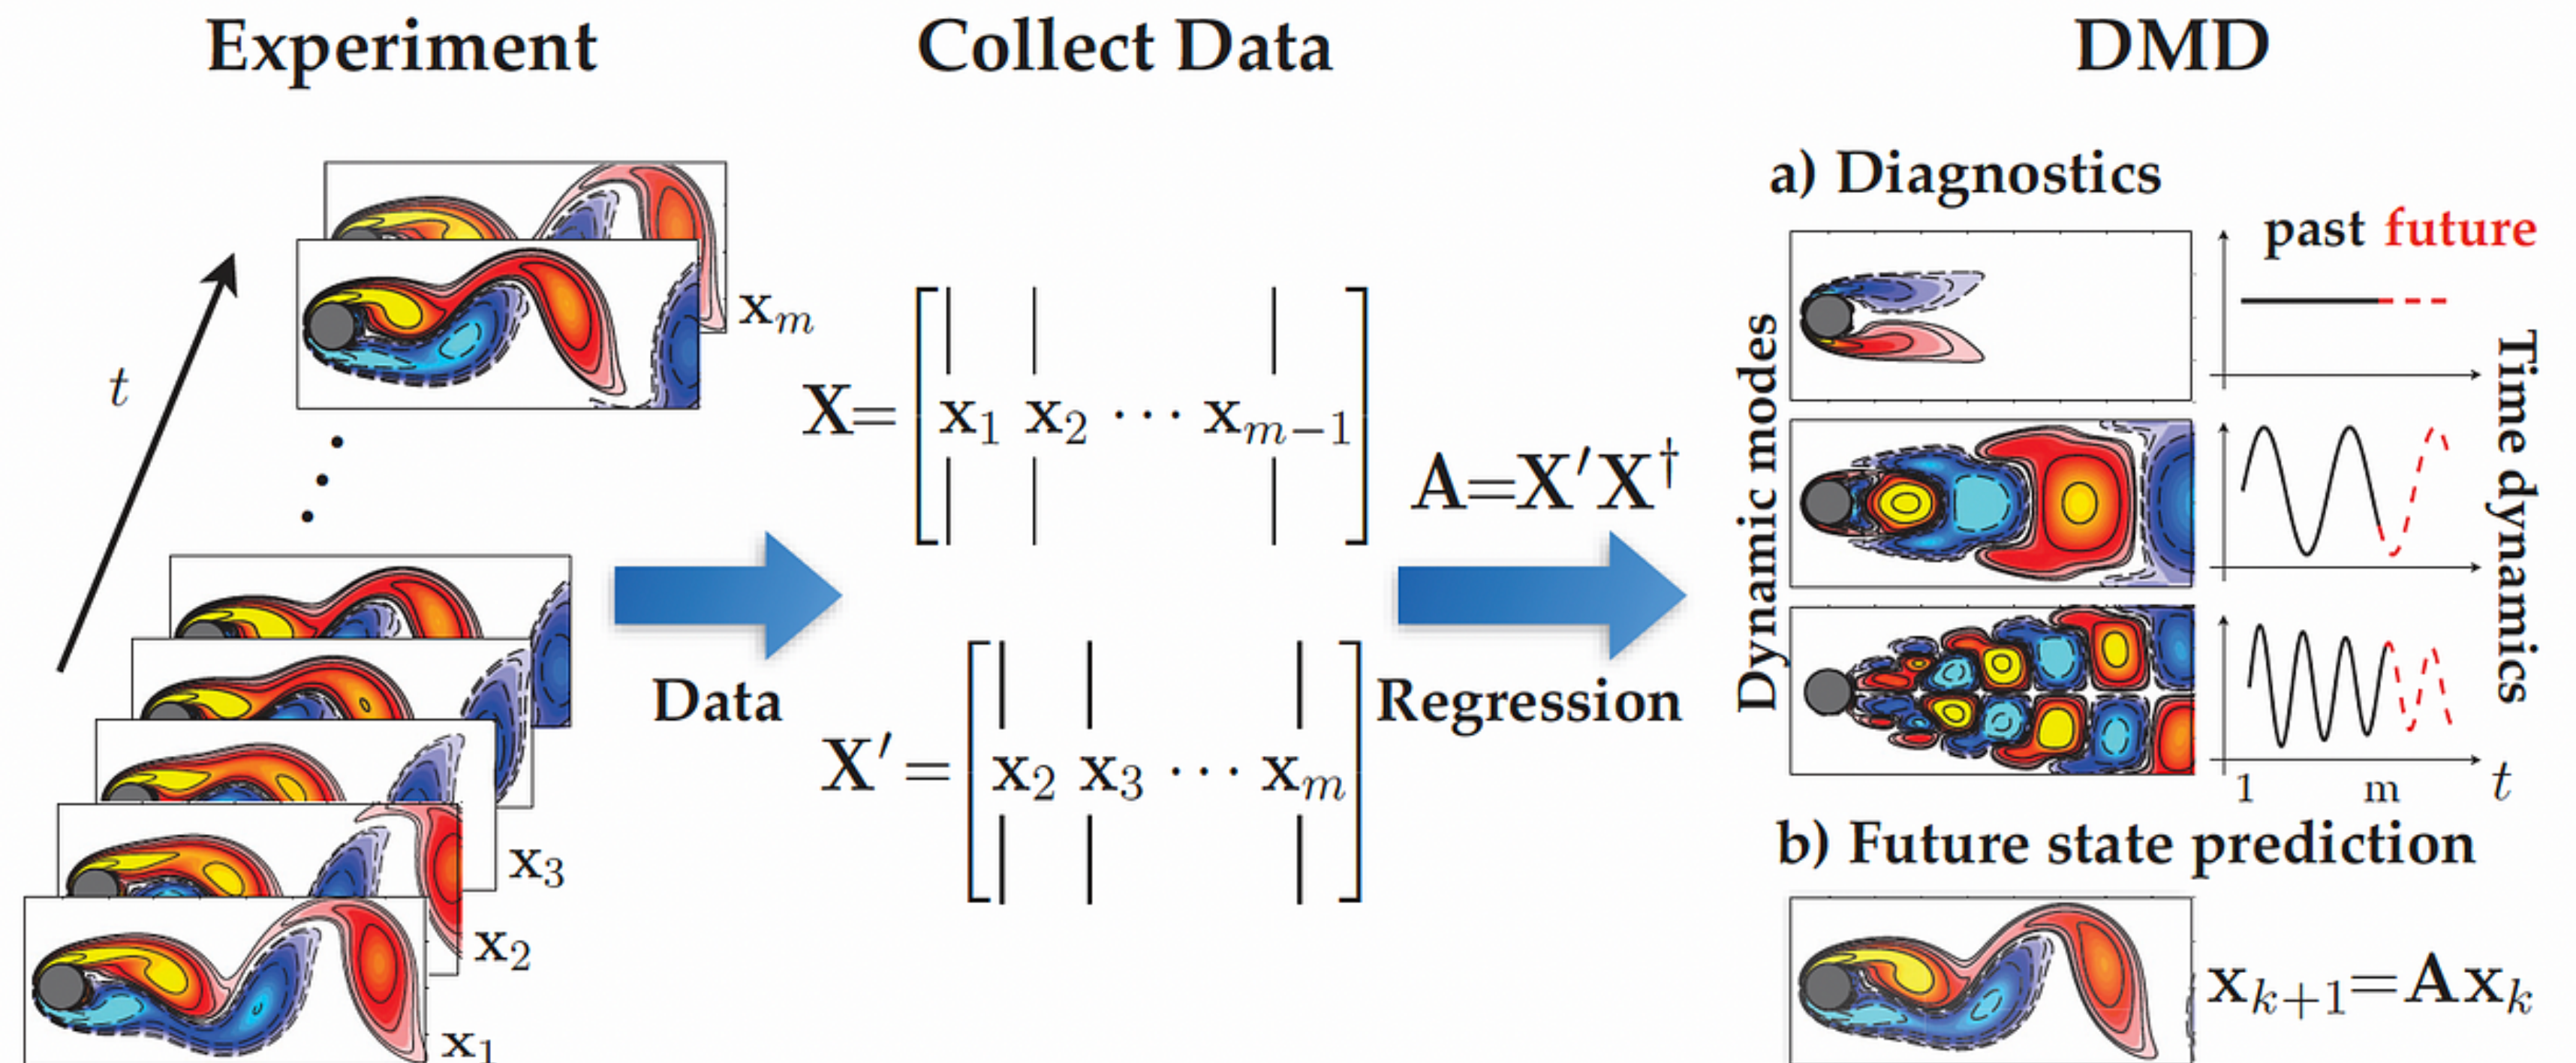 Experiment
Collect Data
DMD
t
x_m
x_3
x_2
x_1
Data
X= [x_1 x_2 ⋯ x_{m−1}]
X′= [x_2 x_3 ⋯ x_m]
A=X′X†
Regression
a) Diagnostics
past future
Dynamic modes
Time dynamics
1 m t
b) Future state prediction
x_{k+1}=Ax_k